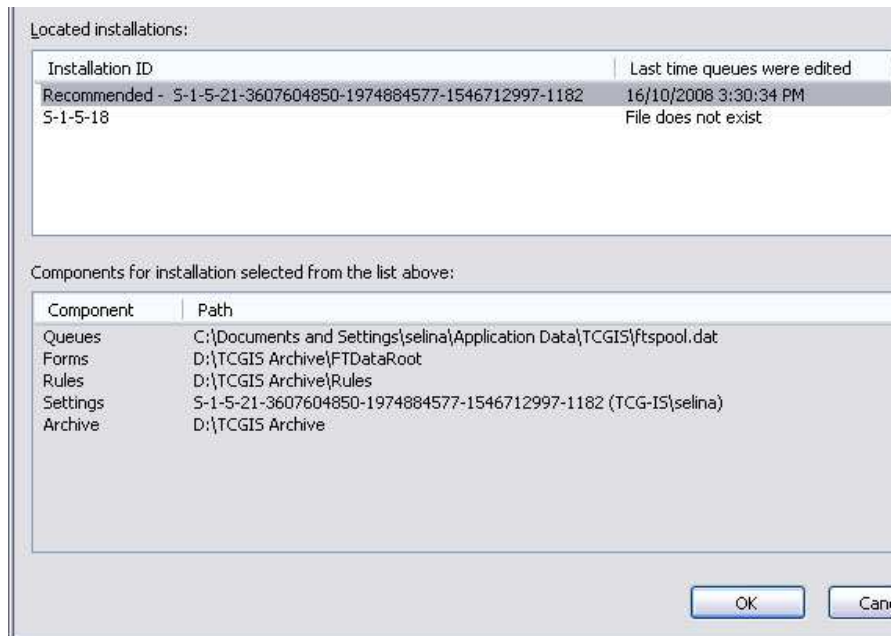 Located installations:
Installation ID Last time queues were edited
Recommended - S-1-5-21-3607604850-1974884577-1546712997-1182 16/10/2008 3:30:34 PM
S-1-5-18 File does not exist
Components for installation selected from the list above:
Component Path
Queues C:\Documents and Settings\selina\Application Data\TCGIS\ftspool.dat
Forms D:\TCGIS Archive\FTDataRoot
Rules D:\TCGIS Archive\Rules
Settings S-1-5-21-3607604850-1974884577-1546712997-1182 (TCG-IS\selina)
Archive D:\TCGIS Archive
OK Canc